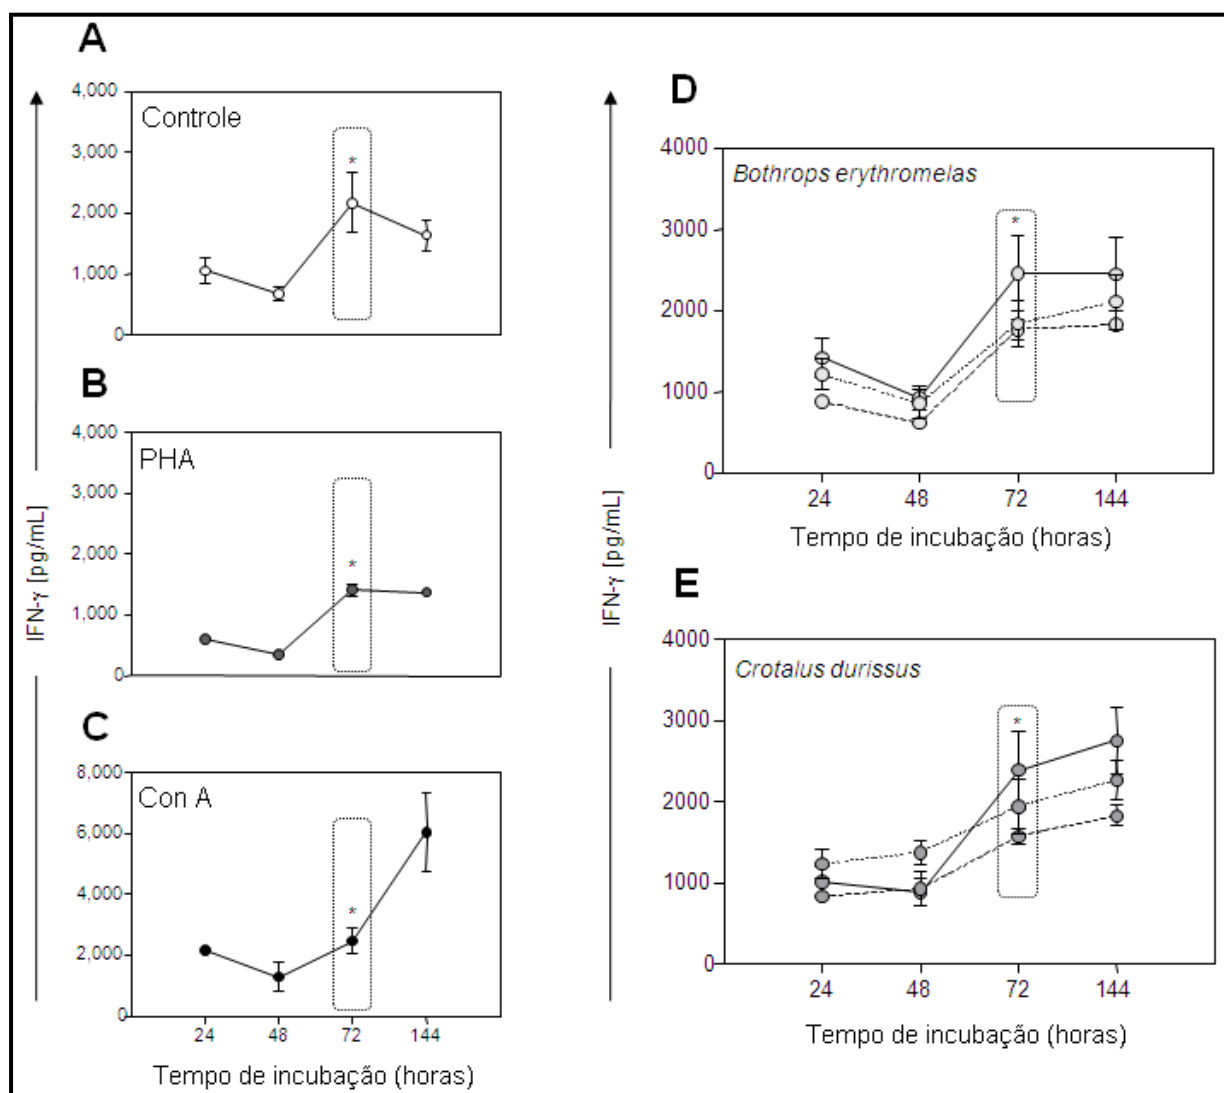 A
4,000
3,000
2,000
1,000
0
Controle
*
B
4,000
3,000
2,000
1,000
0
PHA
*
IFN-γ [pg/mL]
C
8,000
6,000
4,000
2,000
0
Con A
*
24 48 72 144
Tempo de incubação (horas)
D
4000
3000
2000
1000
0
Bothrops erythromelas
*
24 48 72 144
Tempo de incubação (horas)
IFN-γ [pg/mL]
E
4000
3000
2000
1000
0
Crotalus durissus
*
24 48 72 144
Tempo de incubação (horas)